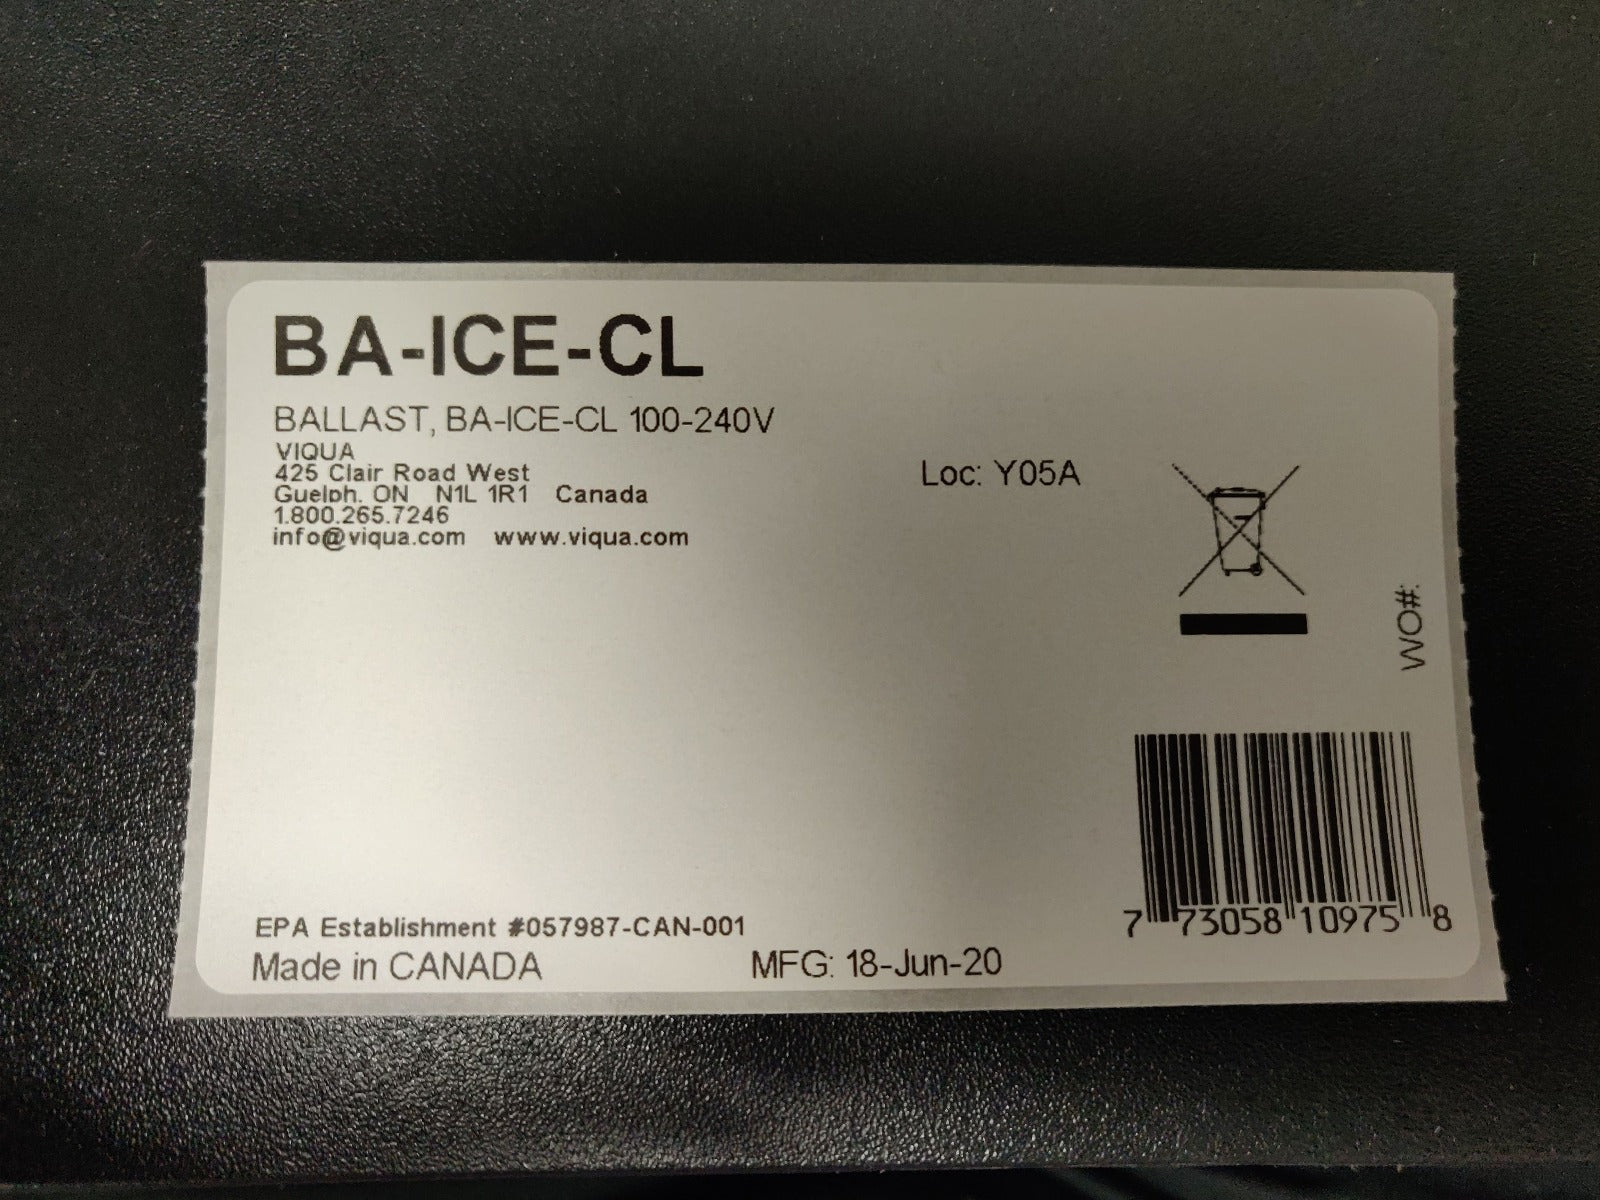 BA-ICE-CL
BALLAST, BA-ICE-CL 100-240V
VIQUA
425 Clair Road West
Guelph. ON N1L 1R1 Canada
1.800.265.7246
info@viqua.com www.viqua.com
Loc: Y05A
WO#:
7 73058 10975 8
EPA Establishment #057987-CAN-001
Made in CANADA MFG: 18-Jun-20